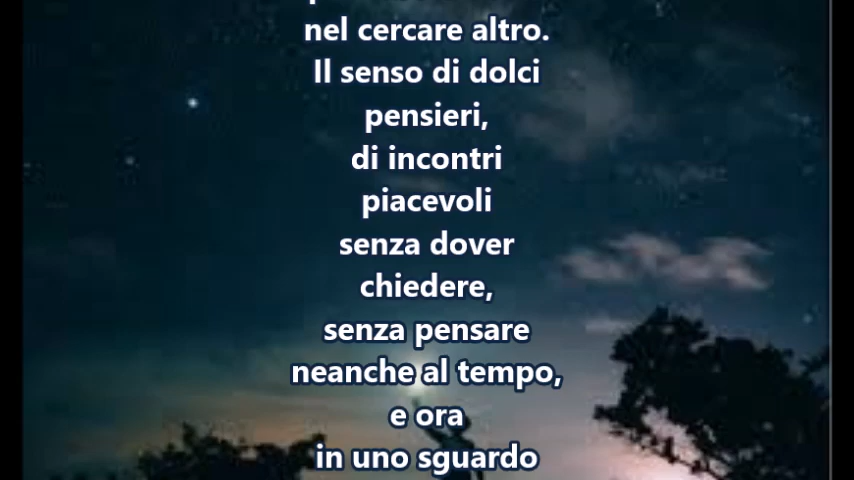 nel cercare altro.
Il senso di dolci
pensieri,
di incontri
piacevoli
senza dover
chiedere,
senza pensare
neanche al tempo,
e ora
in uno sguardo